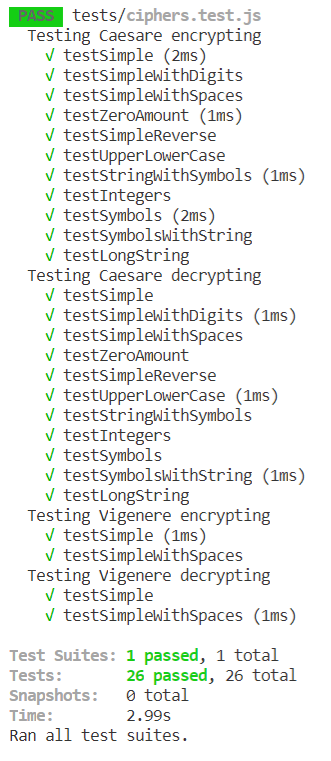 PASS tests/ciphers.test.js
Testing Caesare encrypting
√ testSimple (2ms)
√ testSimpleWithDigits
√ testSimpleWithSpaces
√ testZeroAmount (1ms)
√ testSimpleReverse
√ testUpperLowerCase
√ testStringWithSymbols (1ms)
√ testIntegers
√ testSymbols (2ms)
√ testSymbolsWithString
√ testLongString
Testing Caesare decrypting
√ testSimple
√ testSimpleWithDigits (1ms)
√ testSimpleWithSpaces
√ testZeroAmount
√ testSimpleReverse
√ testUpperLowerCase (1ms)
√ testStringWithSymbols
√ testIntegers
√ testSymbols
√ testSymbolsWithString (1ms)
√ testLongString
Testing Vigenere encrypting
√ testSimple (1ms)
√ testSimpleWithSpaces
Testing Vigenere decrypting
√ testSimple
√ testSimpleWithSpaces (1ms)
Test Suites: 1 passed, 1 total
Tests: 26 passed, 26 total
Snapshots: 0 total
Time: 2.99s
Ran all test suites.